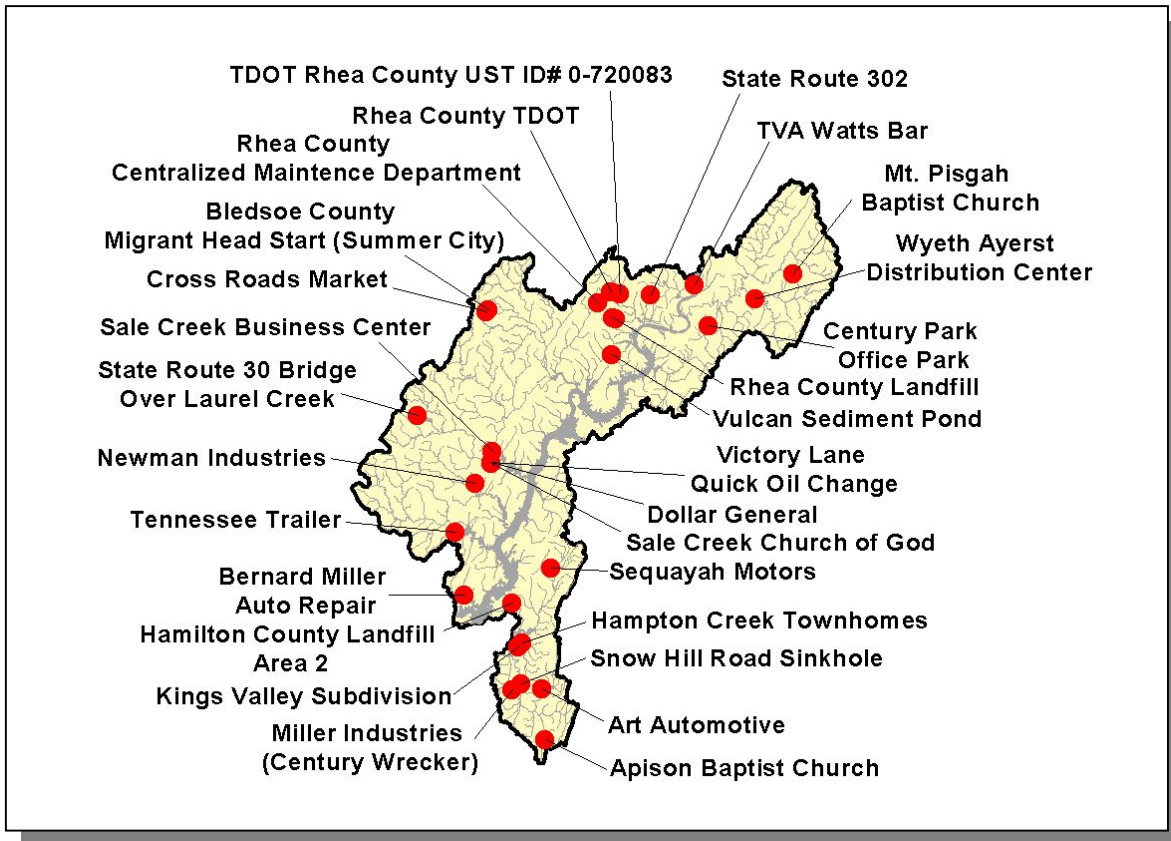 TDOT Rhea County UST ID# 0-720083
State Route 302
Rhea County TDOT
TVA Watts Bar
Rhea County
Centralized Maintence Department
Mt. Pisgah
Baptist Church
Bledsoe County
Migrant Head Start (Summer City)
Wyeth Ayerst
Distribution Center
Cross Roads Market
Sale Creek Business Center
Century Park
Office Park
State Route 30 Bridge
Over Laurel Creek
Rhea County Landfill
Vulcan Sediment Pond
Newman Industries
Victory Lane
Quick Oil Change
Dollar General
Tennessee Trailer
Sale Creek Church of God
Sequayah Motors
Bernard Miller
Auto Repair
Hampton Creek Townhomes
Hamilton County Landfill
Area 2
Snow Hill Road Sinkhole
Kings Valley Subdivision
Art Automotive
Miller Industries
(Century Wrecker)
Apison Baptist Church